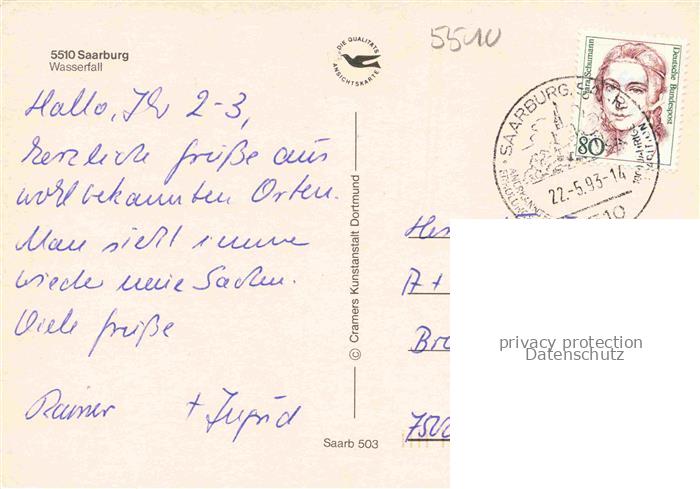 5510 Saarburg
Wasserfall
DIE QUALITÄTS
ANSICHTSKARTE
5510
Clara Schumann
Deutsche Bundespost
80
SAARBURG
22.-5.93-14
5510
Hallo, Ihr 2-3,
herzliche Grüße aus
wohlbekannten Orten.
Man sieht immer
wieder neue Sachen.
Viele Grüße
Rainer + Ingrid
© Cramers Kunstanstalt Dortmund
Saarb 503
A +
7500
privacy protection
Datenschutz